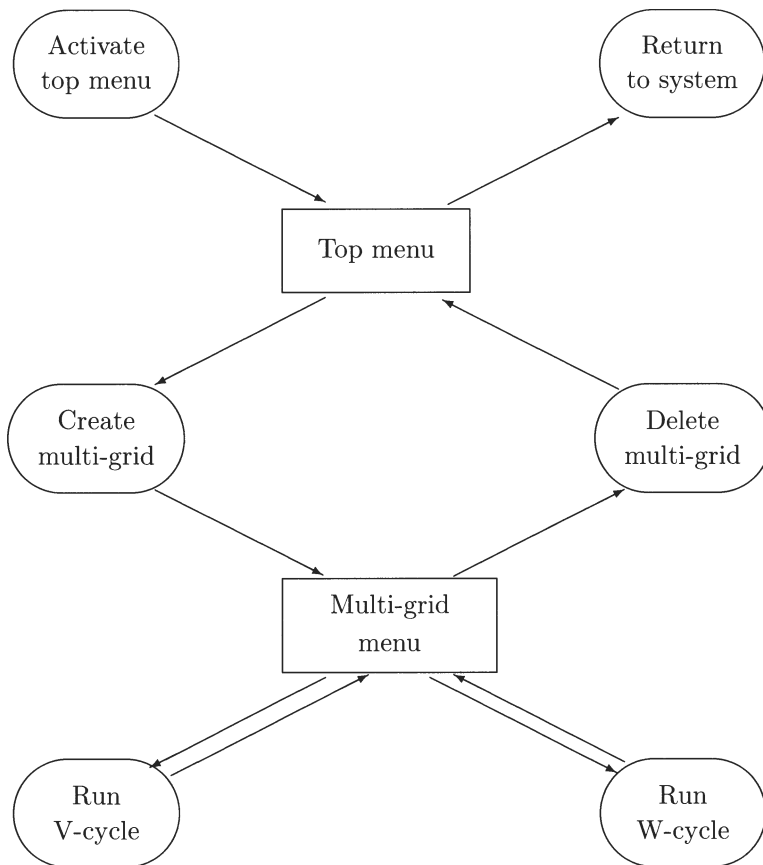 Activate
top menu
Return
to system
Top menu
Create
multi-grid
Delete
multi-grid
Multi-grid
menu
Run
V-cycle
Run
W-cycle